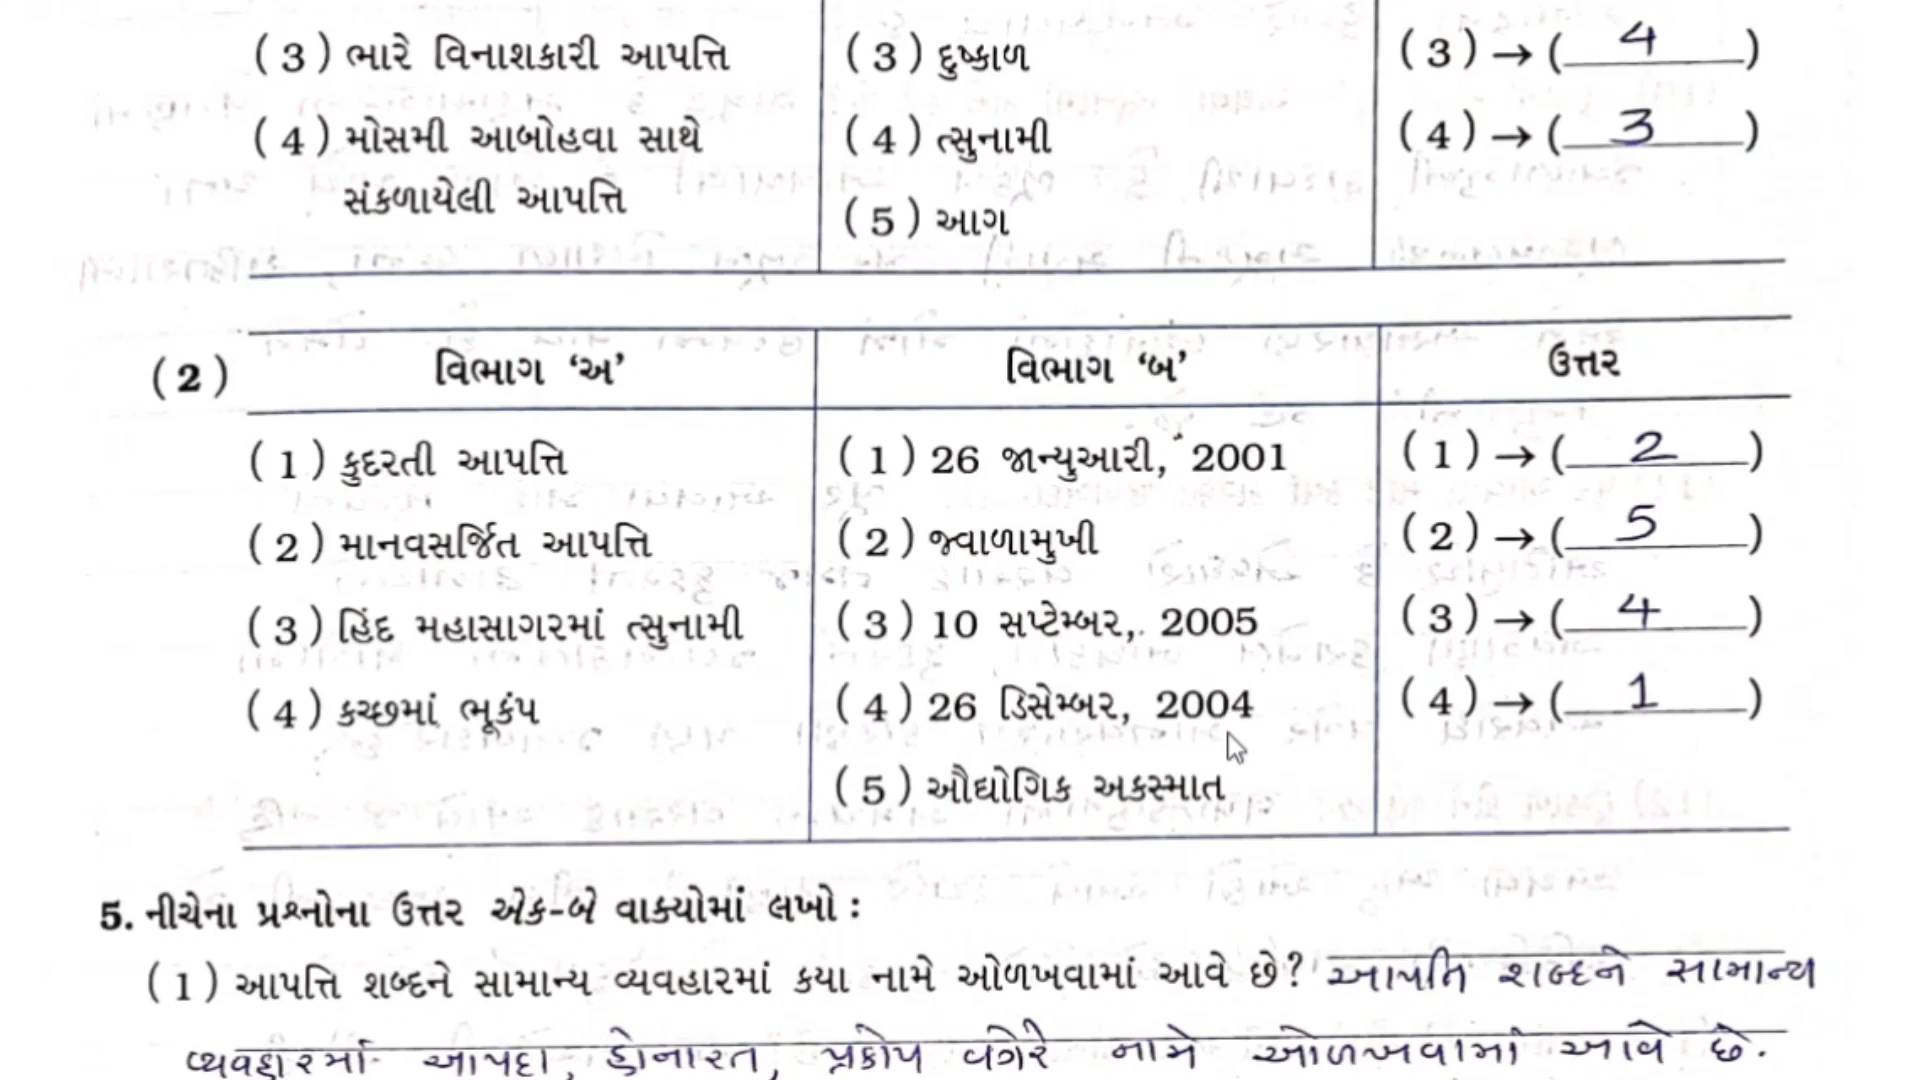 ( 3 ) ભારે વિનાશકારી આપત્તિ ( 3 ) દુષ્કાળ ( 3 ) → ( 4 )
( 4 ) મોસમી આબોહવા સાથે ( 4 ) ત્સુનામી ( 4 ) → ( 3 )
સંકળાયેલી આપત્તિ ( 5 ) આગ
( 2 ) વિભાગ ‘અ’ વિભાગ ‘બ’ ઉત્તર
( 1 ) કુદરતી આપત્તિ ( 1 ) 26 જાન્યુઆરી, 2001 ( 1 ) → ( 2 )
( 2 ) માનવસર્જિત આપત્તિ ( 2 ) જ્વાળામુખી ( 2 ) → ( 5 )
( 3 ) હિંદ મહાસાગરમાં ત્સુનામી ( 3 ) 10 સપ્ટેમ્બર, 2005 ( 3 ) → ( 4 )
( 4 ) કચ્છમાં ભૂકંપ ( 4 ) 26 ડિસેમ્બર, 2004 ( 4 ) → ( 1 )
( 5 ) ઔદ્યોગિક અકસ્માત
5. નીચેના પ્રશ્નોના ઉત્તર એક-બે વાક્યોમાં લખો :
( 1 ) આપત્તિ શબ્દને સામાન્ય વ્યવહારમાં કયા નામે ઓળખવામાં આવે છે? આપત્તિ શબ્દને સામાન્ય
વ્યવહારમાં આપદા, હોનારત, પ્રકોપ વગેરે નામે ઓળખવામાં આવે છે.